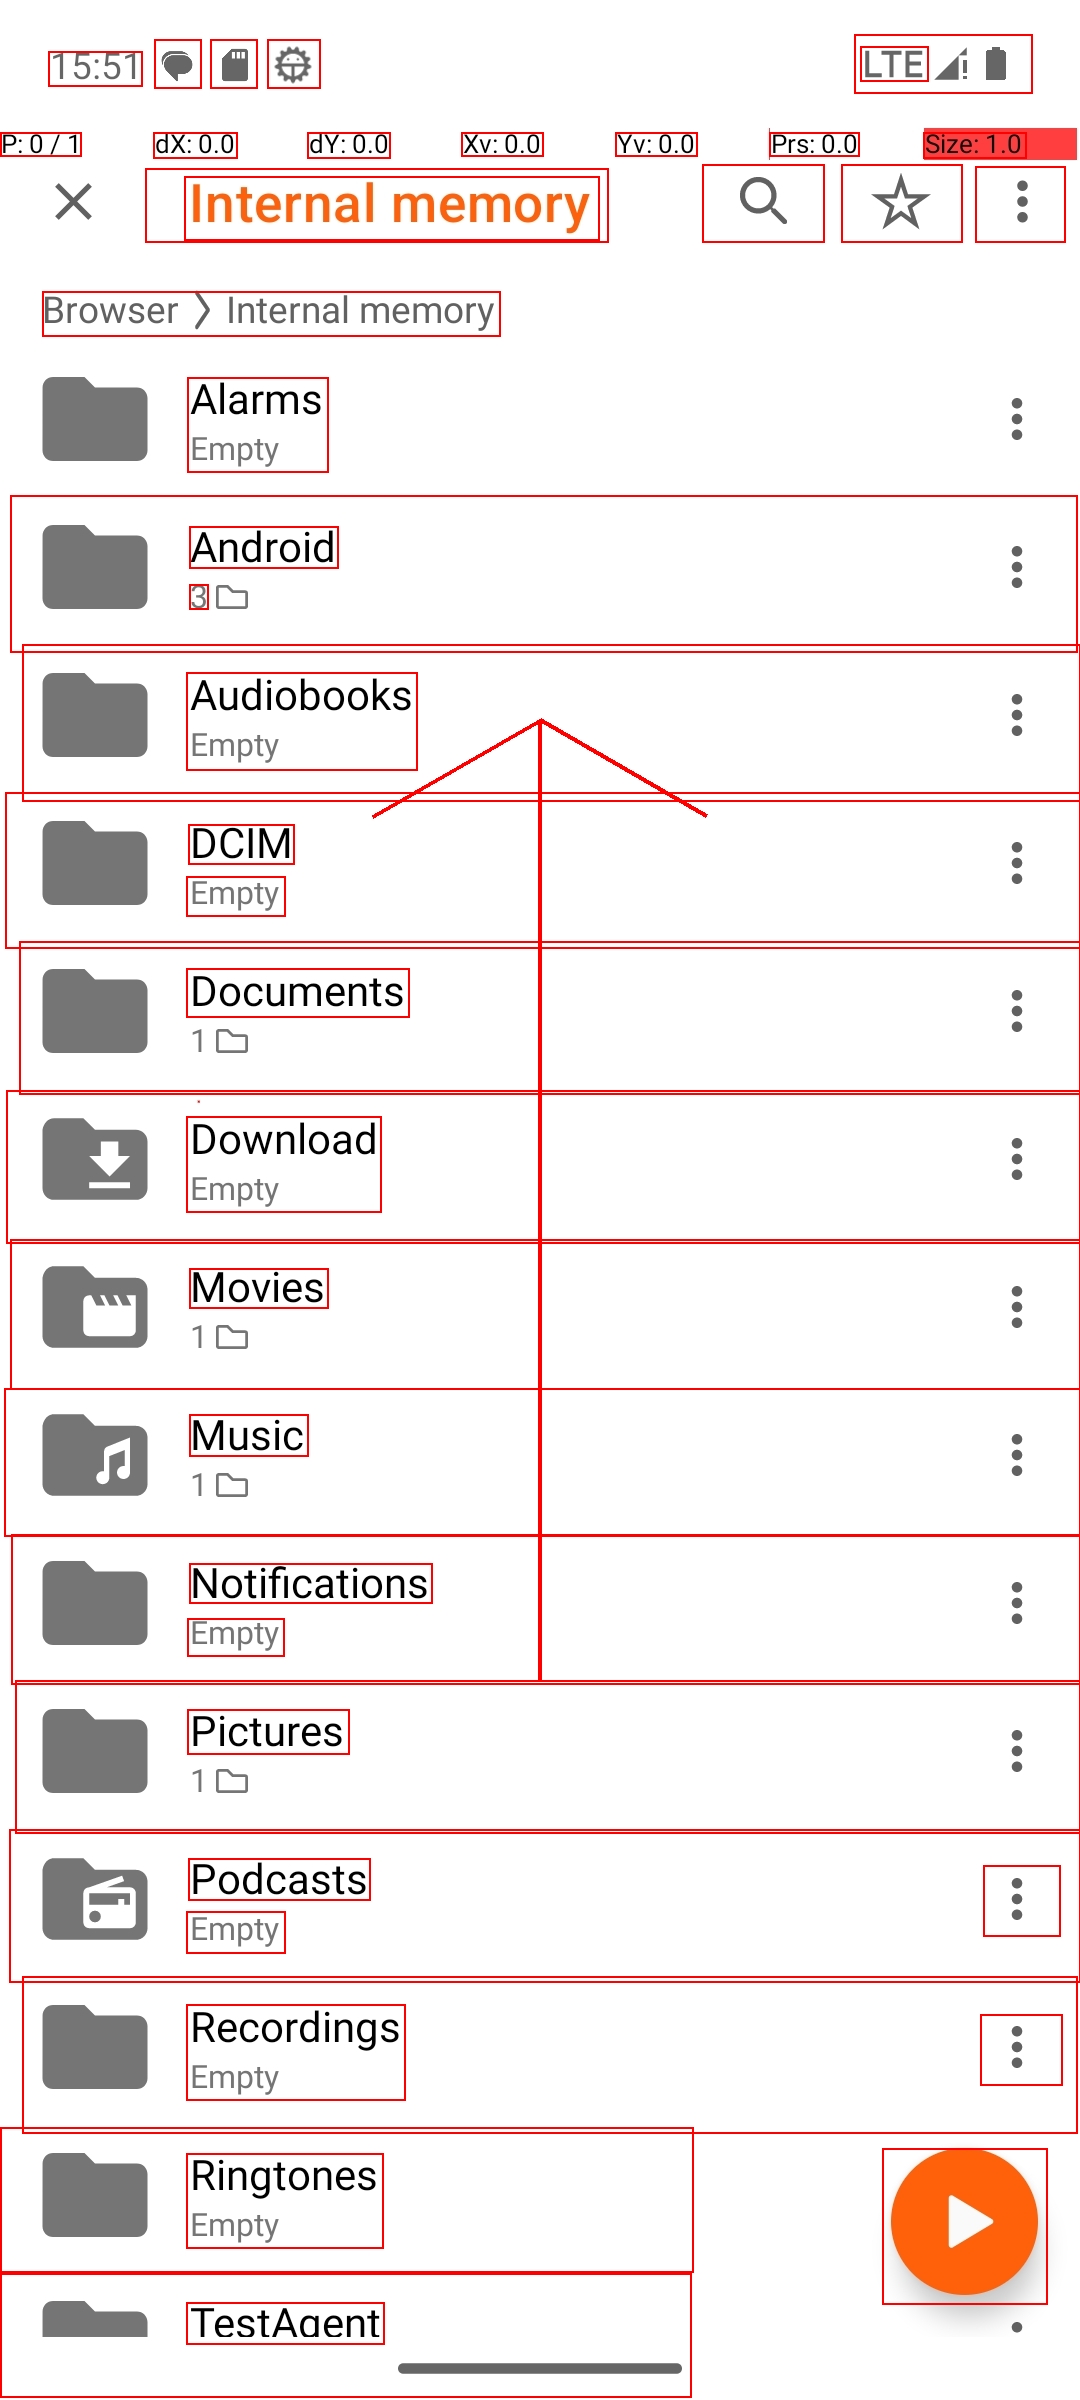 15:51 LTE
P: 0 / 1 dX: 0.0 dY: 0.0 Xv: 0.0 Yv: 0.0 Prs: 0.0 Size: 1.0
Internal memory
Browser > Internal memory
Alarms
Empty
Android
3
Audiobooks
Empty
DCIM
Empty
Documents
1
Download
Empty
Movies
1
Music
1
Notifications
Empty
Pictures
1
Podcasts
Empty
Recordings
Empty
Ringtones
Empty
TestAgent